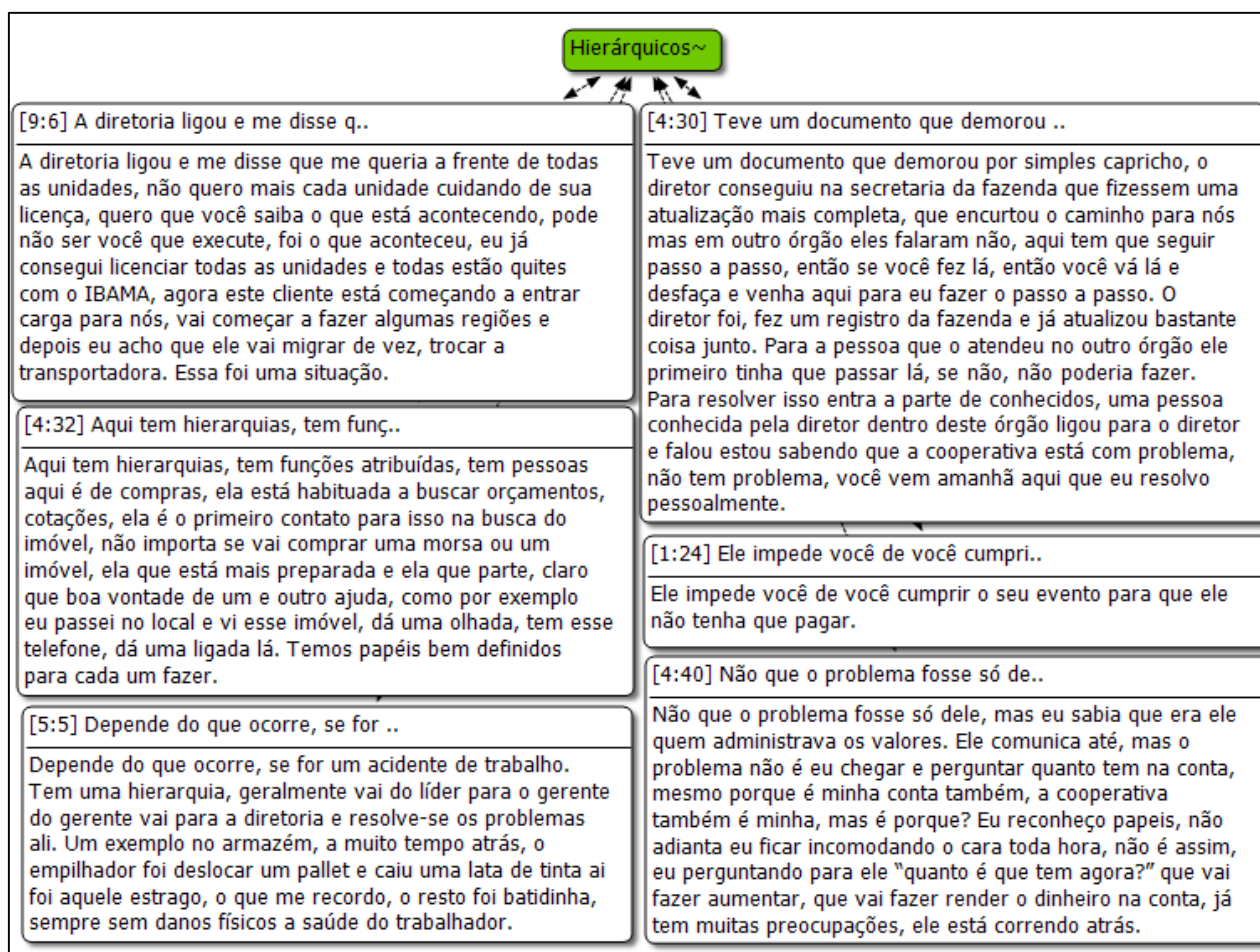 Hierárquicos~
[9:6] A diretoria ligou e me disse q..
A diretoria ligou e me disse que me queria a frente de todas
as unidades, não quero mais cada unidade cuidando de sua
licença, quero que você saiba o que está acontecendo, pode
não ser você que execute, foi o que aconteceu, eu já
consegui licenciar todas as unidades e todas estão quites
com o IBAMA, agora este cliente está começando a entrar
carga para nós, vai começar a fazer algumas regiões e
depois eu acho que ele vai migrar de vez, trocar a
transportadora. Essa foi uma situação.
[4:32] Aqui tem hierarquias, tem funç..
Aqui tem hierarquias, tem funções atribuídas, tem pessoas
aqui é de compras, ela está habituada a buscar orçamentos,
cotações, ela é o primeiro contato para isso na busca do
imóvel, não importa se vai comprar uma morsa ou um
imóvel, ela que está mais preparada e ela que parte, claro
que boa vontade de um e outro ajuda, como por exemplo
eu passei no local e vi esse imóvel, dá uma olhada, tem esse
telefone, dá uma ligada lá. Temos papéis bem definidos
para cada um fazer.
[5:5] Depende do que ocorre, se for ..
Depende do que ocorre, se for um acidente de trabalho.
Tem uma hierarquia, geralmente vai do líder para o gerente
do gerente vai para a diretoria e resolve-se os problemas
ali. Um exemplo no armazém, a muito tempo atrás, o
empilhador foi deslocar um pallet e caiu uma lata de tinta ai
foi aquele estrago, o que me recordo, o resto foi batidinha,
sempre sem danos físicos a saúde do trabalhador.
[4:30] Teve um documento que demorou ..
Teve um documento que demorou por simples capricho, o
diretor conseguiu na secretaria da fazenda que fizessem uma
atualização mais completa, que encurtou o caminho para nós
mas em outro órgão eles falaram não, aqui tem que seguir
passo a passo, então se você fez lá, então você vá lá e
desfaça e venha aqui para eu fazer o passo a passo. O
diretor foi, fez um registro da fazenda e já atualizou bastante
coisa junto. Para a pessoa que o atendeu no outro órgão ele
primeiro tinha que passar lá, se não, não poderia fazer.
Para resolver isso entra a parte de conhecidos, uma pessoa
conhecida pela diretor dentro deste órgão ligou para o diretor
e falou estou sabendo que a cooperativa está com problema,
não tem problema, você vem amanhã aqui que eu resolvo
pessoalmente.
[1:24] Ele impede você de você cumpri..
Ele impede você de você cumprir o seu evento para que ele
não tenha que pagar.
[4:40] Não que o problema fosse só de..
Não que o problema fosse só dele, mas eu sabia que era ele
quem administrava os valores. Ele comunica até, mas o
problema não é eu chegar e perguntar quanto tem na conta,
mesmo porque é minha conta também, a cooperativa
também é minha, mas é porque? Eu reconheço papeis, não
adianta eu ficar incomodando o cara toda hora, não é assim,
eu perguntando para ele “quanto é que tem agora?” que vai
fazer aumentar, que vai fazer render o dinheiro na conta, já
tem muitas preocupações, ele está correndo atrás.